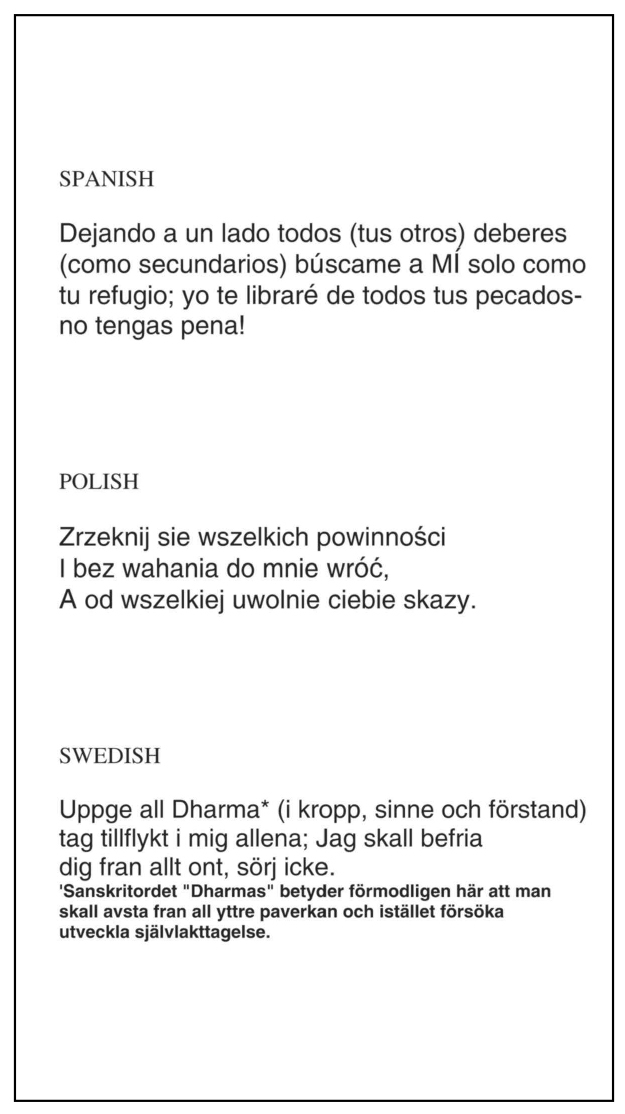 SPANISH
Dejando a un lado todos (tus otros) deberes
(como secundarios) búscame a MÍ solo como
tu refugio; yo te libraré de todos tus pecados-
no tengas pena!
POLISH
Zrzeknij sie wszelkich powinności
I bez wahania do mnie wróć,
A od wszelkiej uwolnie ciebie skazy.
SWEDISH
Uppge all Dharma* (i kropp, sinne och förstand)
tag tillflykt i mig allena; Jag skall befria
dig fran allt ont, sörj icke.
'Sanskritordet "Dharmas" betyder förmodligen här att man
skall avsta fran all yttre paverkan och istället försöka
utveckla självlakttagelse.